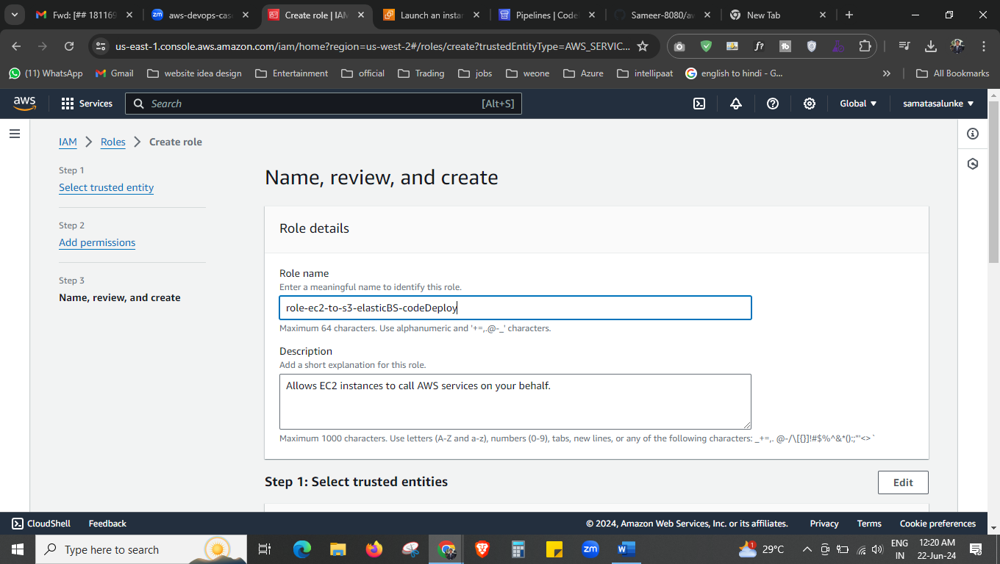 Fwd: [## 181169
aws-devops-cas
Create role | IAM
Launch an instan
Pipelines | Code
Sameer-8080/aw
New Tab
us-east-1.console.aws.amazon.com/iam/home?region=us-west-2#/roles/create?trustedEntityType=AWS_SERVIC...
(11) WhatsApp
Gmail
website idea design
Entertainment
official
Trading
jobs
weone
Azure
intellipaat
english to hindi - G...
»
All Bookmarks
aws
Services
Search
[Alt+S]
Global
samatasalunke
IAM
Roles
Create role
Step 1
Select trusted entity
Step 2
Add permissions
Step 3
Name, review, and create
Name, review, and create
Role details
Role name
Enter a meaningful name to identify this role.
role-ec2-to-s3-elasticBS-codeDeploy
Maximum 64 characters. Use alphanumeric and '+=,.@-_' characters.
Description
Add a short explanation for this role.
Allows EC2 instances to call AWS services on your behalf.
Maximum 1000 characters. Use letters (A-Z and a-z), numbers (0-9), tabs, new lines, or any of the following characters: _+=,. @-/\[{}]!#$%^&*();:"'<>`
Step 1: Select trusted entities
Edit
CloudShell
Feedback
© 2024, Amazon Web Services, Inc. or its affiliates.
Privacy
Terms
Cookie preferences
Type here to search
29°C
ENG
IN
12:20 AM
22-Jun-24